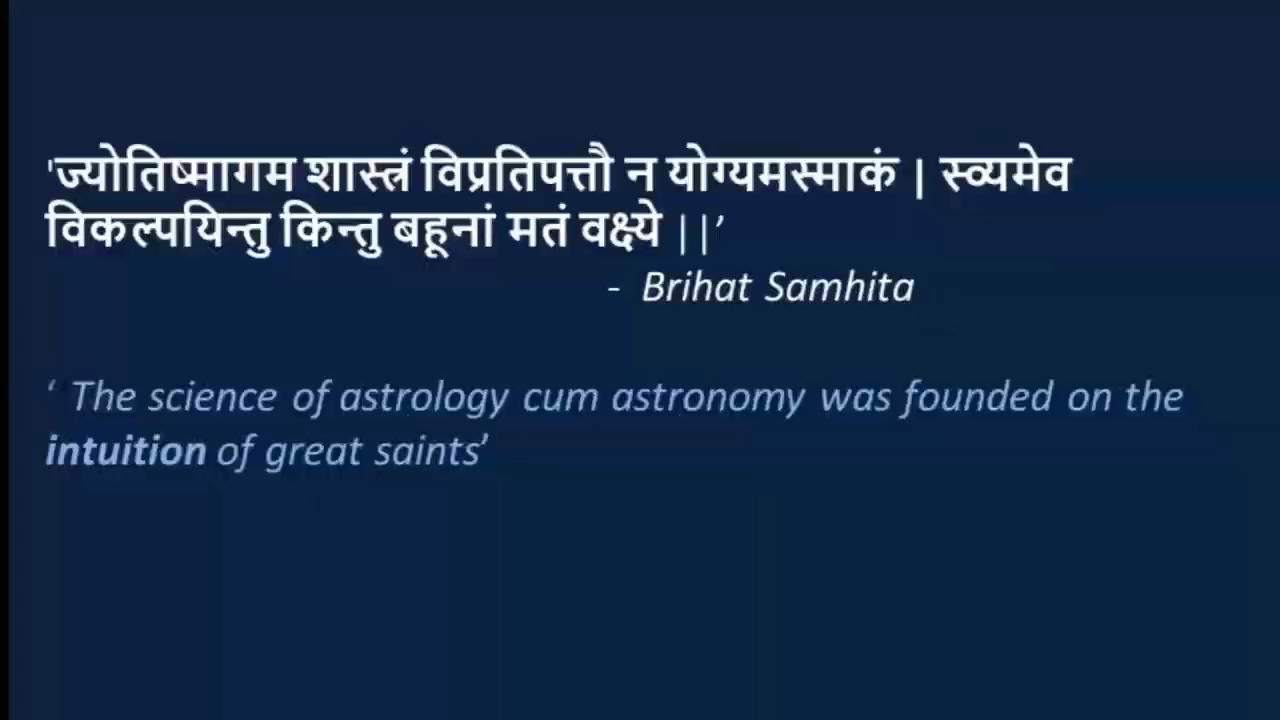 'ज्योतिष्मागम शास्त्रं विप्रतिपत्तौ न योग्यमस्माकं | स्व्यमेव
विकल्पयिन्तु किन्तु बहूनां मतं वक्ष्ये ||’
- Brihat Samhita
‘ The science of astrology cum astronomy was founded on the
intuition of great saints’